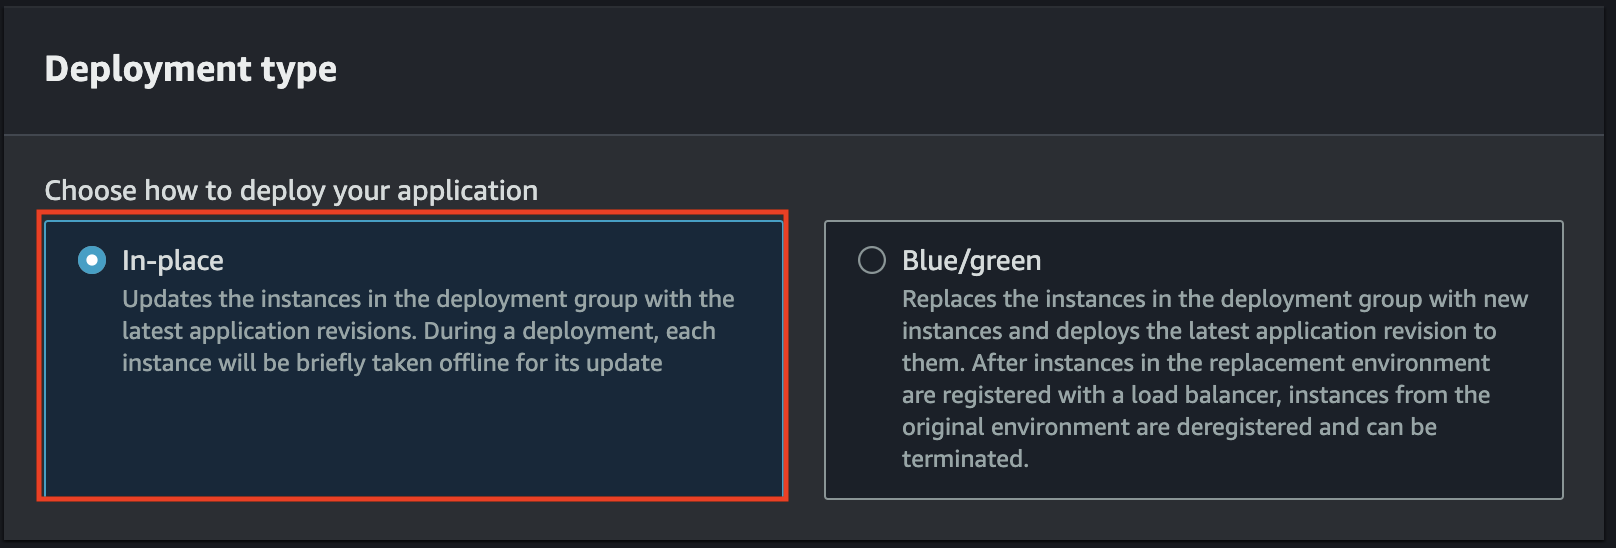 Deployment type
Choose how to deploy your application
In-place
Updates the instances in the deployment group with the
latest application revisions. During a deployment, each
instance will be briefly taken offline for its update
Blue/green
Replaces the instances in the deployment group with new
instances and deploys the latest application revision to
them. After instances in the replacement environment
are registered with a load balancer, instances from the
original environment are deregistered and can be
terminated.